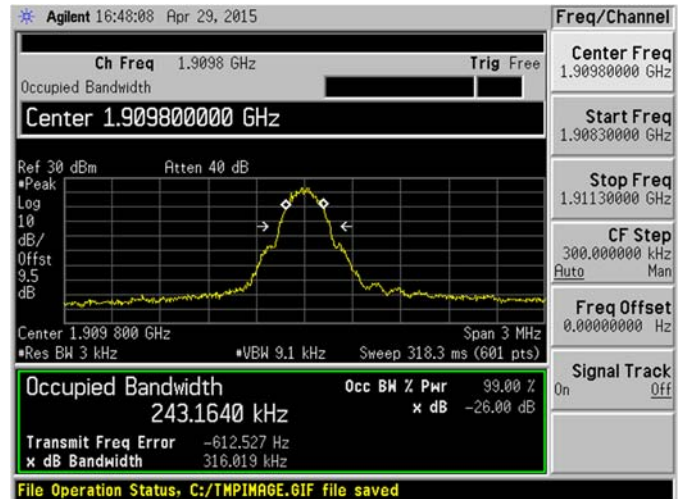 Agilent 16:48:08 Apr 29, 2015
Freq/Channel
Ch Freq 1.9098 GHz Trig Free
Occupied Bandwidth
Center 1.909800000 GHz
Center Freq
1.90980000 GHz
Start Freq
1.90830000 GHz
Stop Freq
1.91130000 GHz
CF Step
300.000000 kHz
Auto Man
Freq Offset
0.00000000 Hz
Signal Track
On Off
Ref 30 dBm Atten 40 dB
#Peak
Log
10
dB/
Offst
9.5
dB
Center 1.909 800 GHz Span 3 MHz
#Res BW 3 kHz #VBW 9.1 kHz Sweep 318.3 ms (601 pts)
Occupied Bandwidth
243.1640 kHz
Occ BW % Pwr 99.00 %
x dB -26.00 dB
Transmit Freq Error -612.527 Hz
x dB Bandwidth 316.019 kHz
File Operation Status, C:/TMPIMAGE.GIF file saved